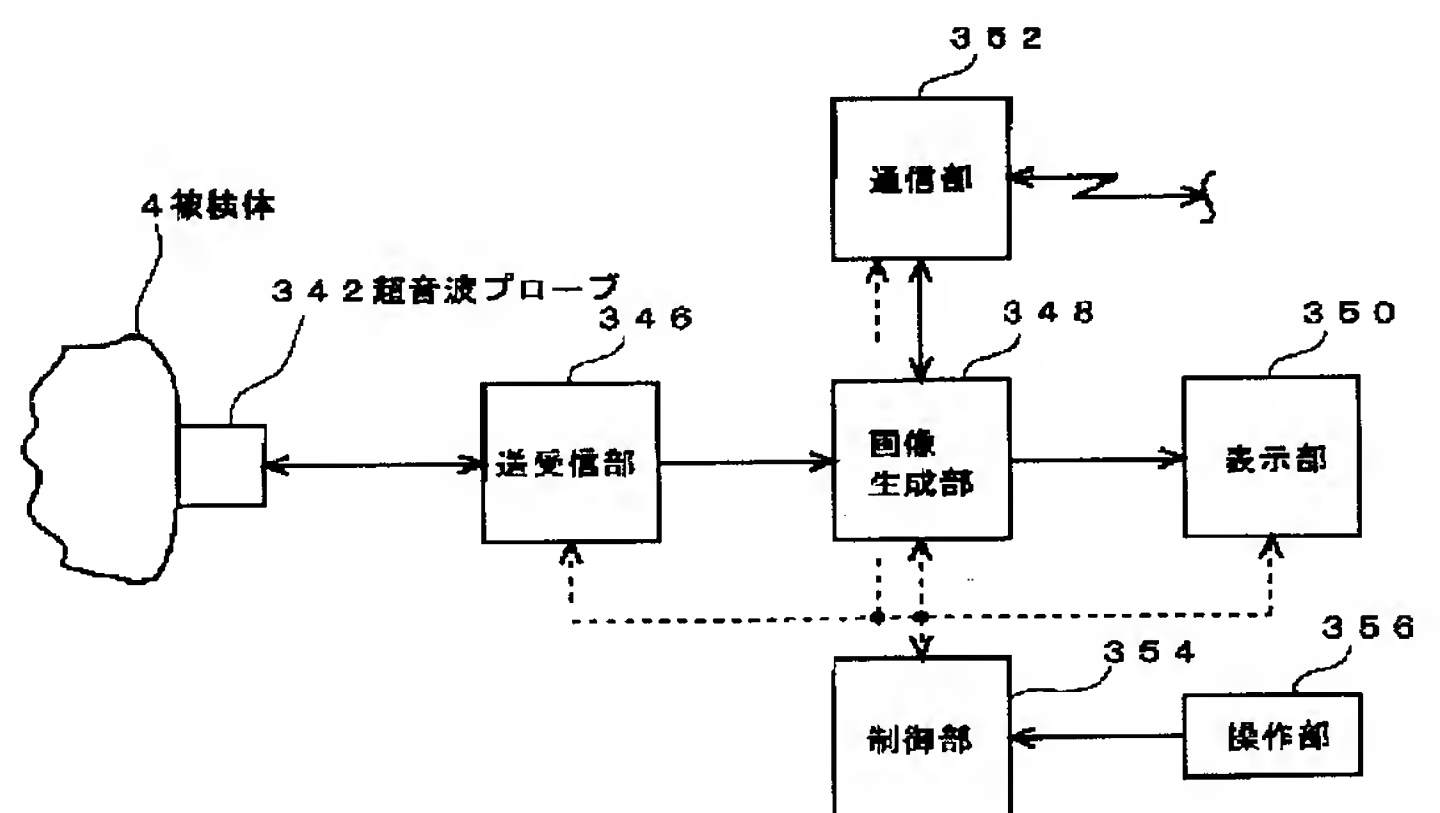 ３５２
通信部
４被検体
３４２超音波プローブ
３４６
３４８
３５０
送受信部
画像
生成部
表示部
３５４
３５６
制御部
操作部